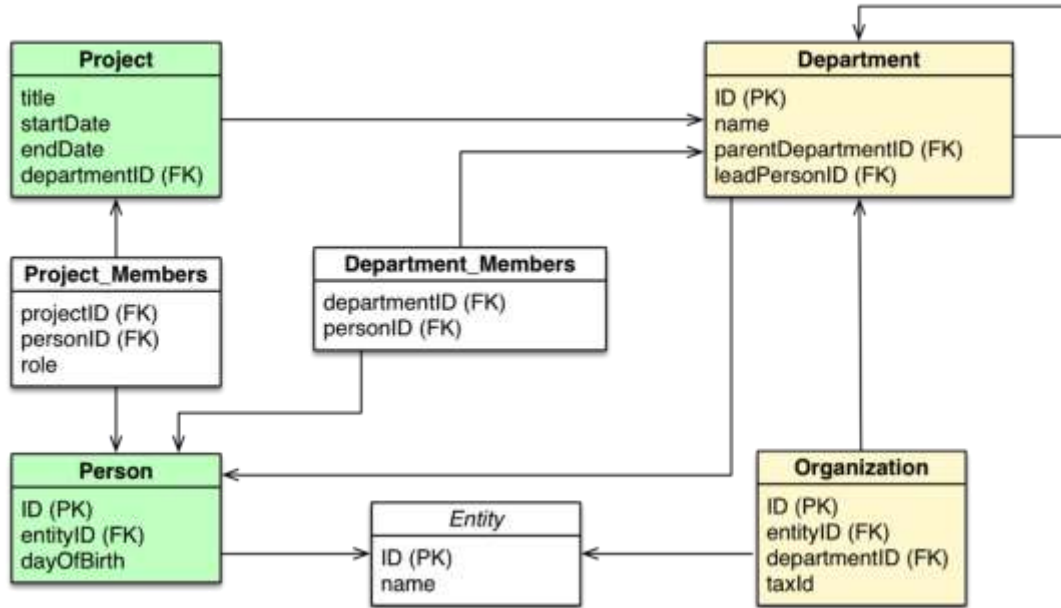 Project
title
startDate
endDate
departmentID (FK)
Department
ID (PK)
name
parentDepartmentID (FK)
leadPersonID (FK)
Project_Members
projectID (FK)
personID (FK)
role
Department_Members
departmentID (FK)
personID (FK)
Person
ID (PK)
entityID (FK)
dayOfBirth
Entity
ID (PK)
name
Organization
ID (PK)
entityID (FK)
departmentID (FK)
taxId